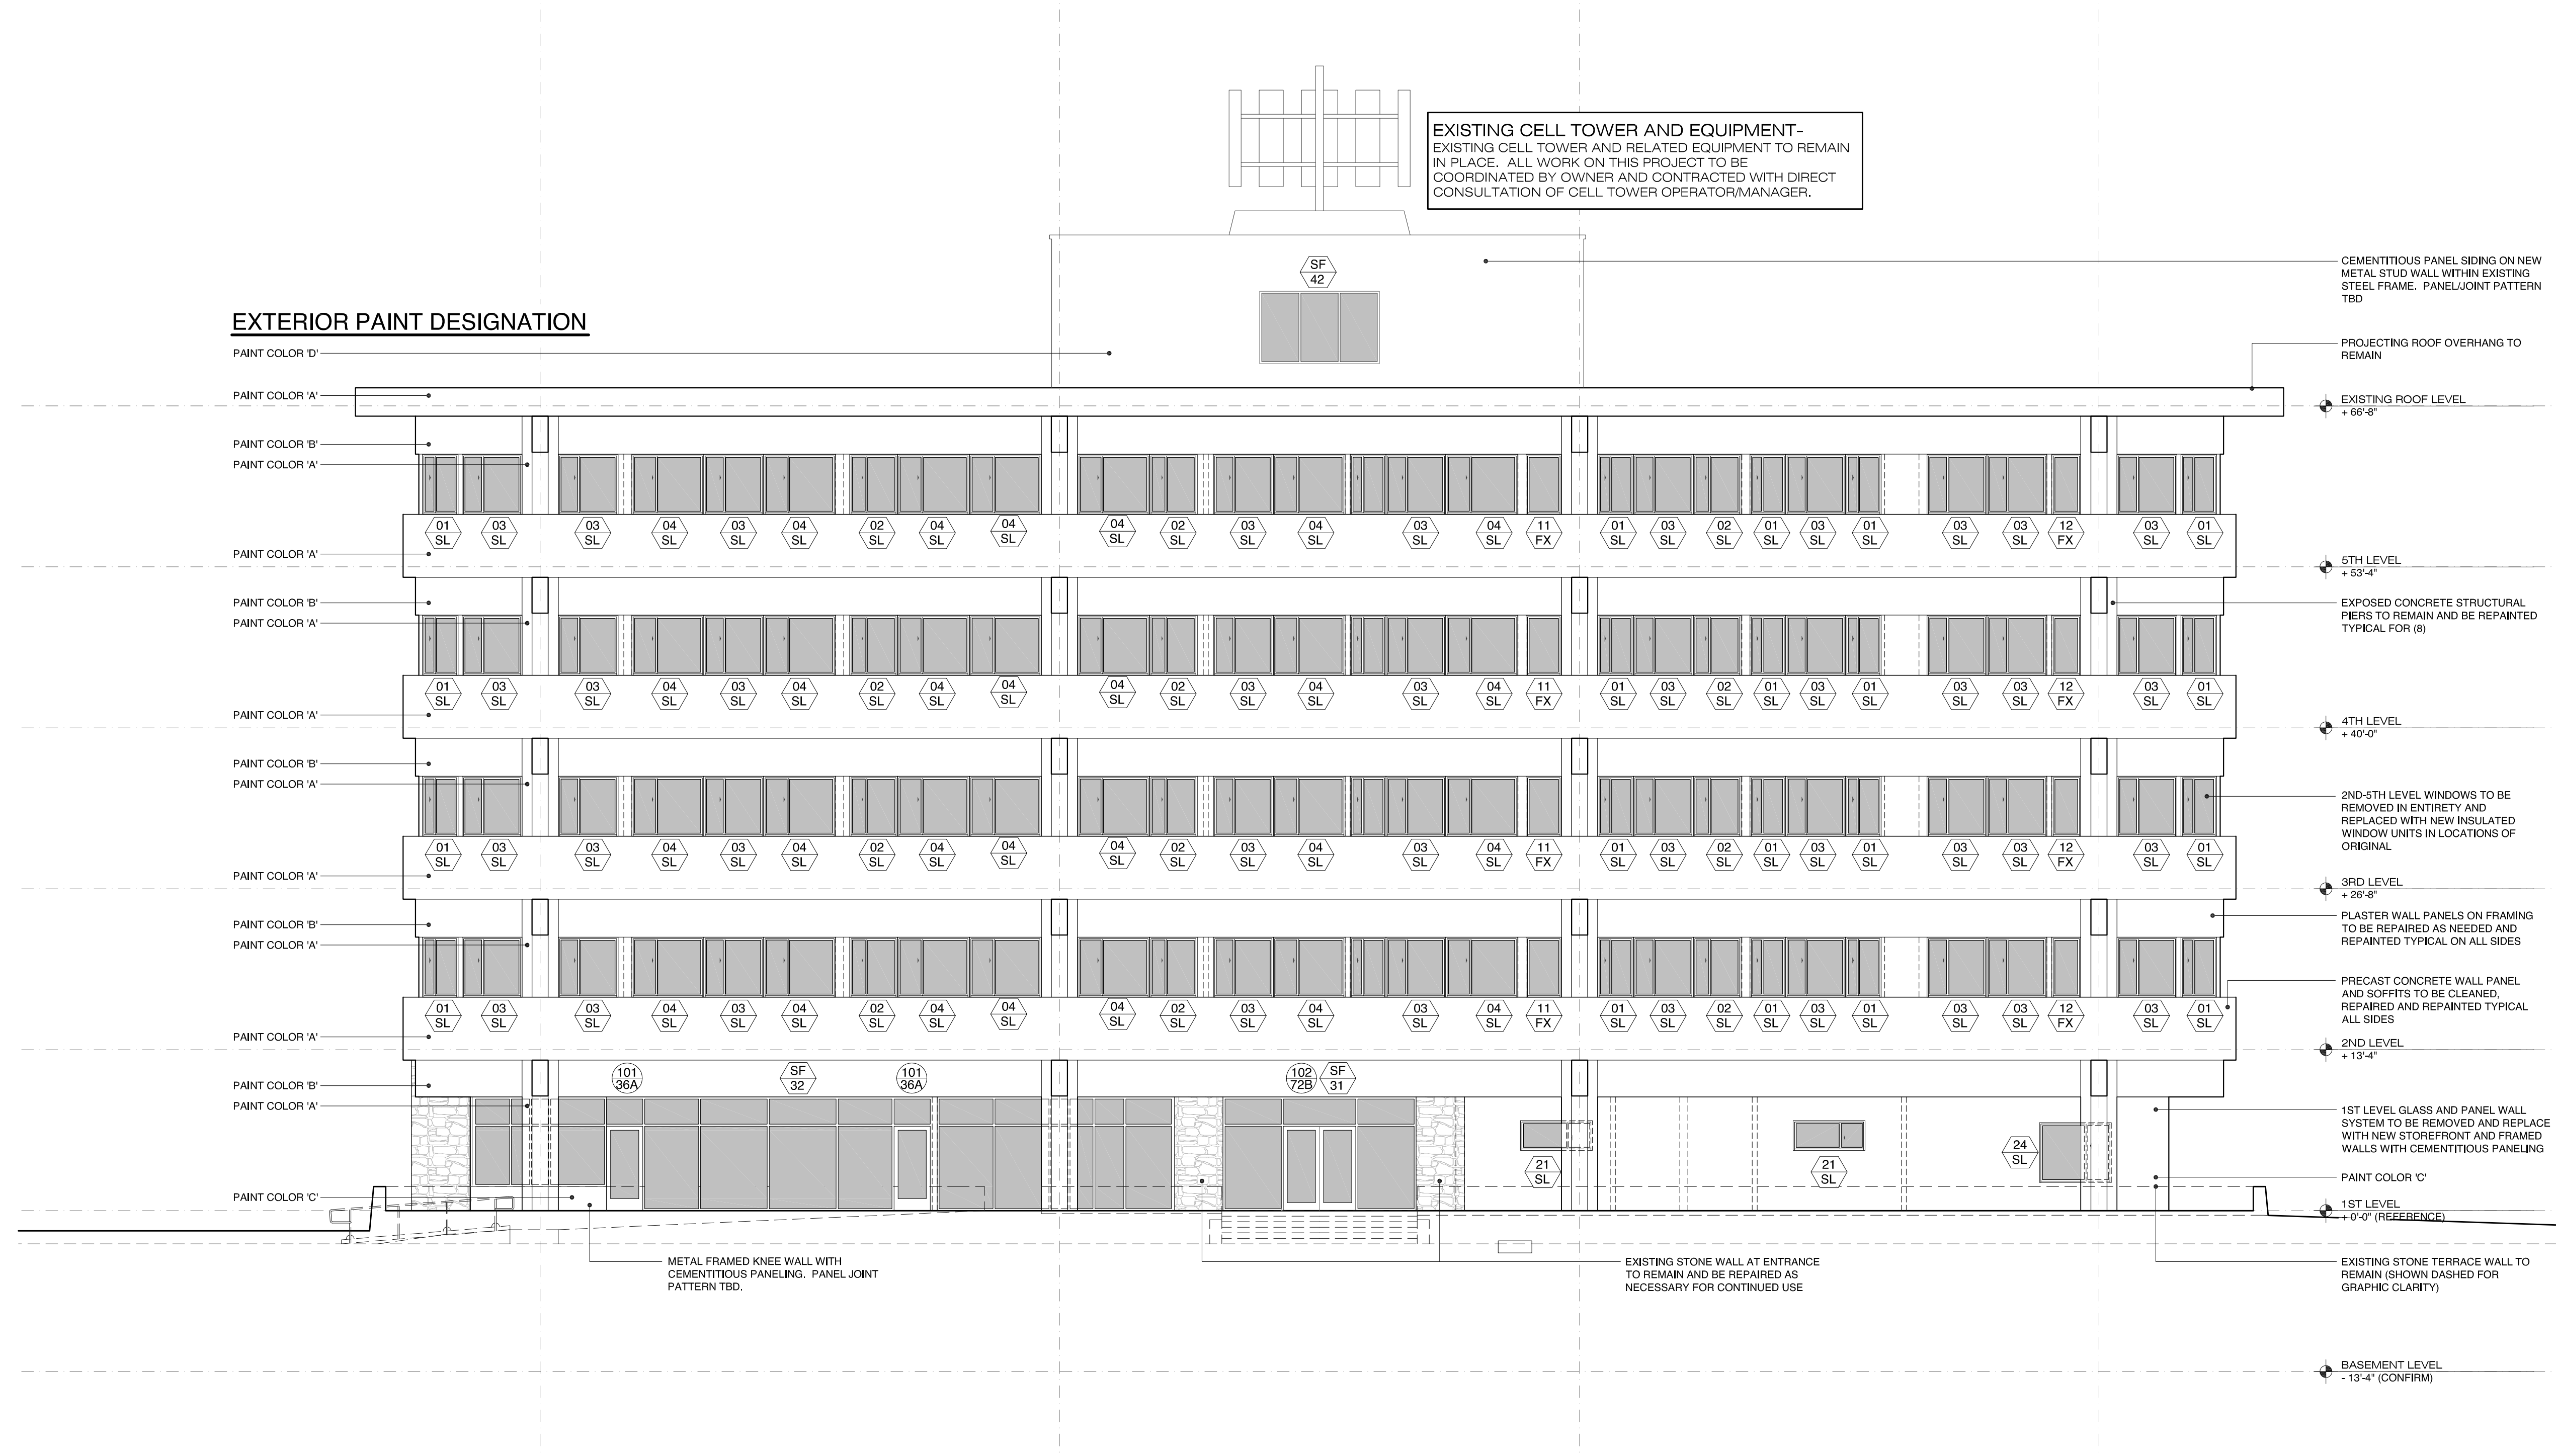 EXISTING CELL TOWER AND EQUIPMENT-
EXISTING CELL TOWER AND RELATED EQUIPMENT TO REMAIN
IN PLACE. ALL WORK ON THIS PROJECT TO BE
COORDINATED BY OWNER AND CONTRACTED WITH DIRECT
CONSULTATION OF CELL TOWER OPERATOR/MANAGER.
SF
42
CEMENTITIOUS PANEL SIDING ON NEW
METAL STUD WALL WITHIN EXISTING
STEEL FRAME. PANEL/JOINT PATTERN
TBD
EXTERIOR PAINT DESIGNATION
PAINT COLOR 'D'
PROJECTING ROOF OVERHANG TO
REMAIN
PAINT COLOR 'A'
EXISTING ROOF LEVEL
+ 66'-8"
PAINT COLOR 'B'
PAINT COLOR 'A'
01 03 03 04 03 04 02 04 04 04 02 03 04 03 04 11 01 03 02 01 03 01 03 03 12 03 01
SL SL SL SL SL SL SL SL SL SL SL SL SL SL SL FX SL SL SL SL SL SL SL SL FX SL SL
PAINT COLOR 'A'
5TH LEVEL
+ 53'-4"
PAINT COLOR 'B'
PAINT COLOR 'A'
EXPOSED CONCRETE STRUCTURAL
PIERS TO REMAIN AND BE REPAINTED
TYPICAL FOR (8)
01 03 03 04 03 04 02 04 04 04 02 03 04 03 04 11 01 03 02 01 03 01 03 03 12 03 01
SL SL SL SL SL SL SL SL SL SL SL SL SL SL SL FX SL SL SL SL SL SL SL SL FX SL SL
PAINT COLOR 'A'
4TH LEVEL
+ 40'-0"
PAINT COLOR 'B'
PAINT COLOR 'A'
2ND-5TH LEVEL WINDOWS TO BE
REMOVED IN ENTIRETY AND
REPLACED WITH NEW INSULATED
WINDOW UNITS IN LOCATIONS OF
ORIGINAL
01 03 03 04 03 04 02 04 04 04 02 03 04 03 04 11 01 03 02 01 03 01 03 03 12 03 01
SL SL SL SL SL SL SL SL SL SL SL SL SL SL SL FX SL SL SL SL SL SL SL SL FX SL SL
PAINT COLOR 'A'
3RD LEVEL
+ 26'-8"
PAINT COLOR 'B'
PAINT COLOR 'A'
PLASTER WALL PANELS ON FRAMING
TO BE REPAIRED AS NEEDED AND
REPAINTED TYPICAL ON ALL SIDES
PRECAST CONCRETE WALL PANEL
AND SOFFITS TO BE CLEANED,
REPAIRED AND REPAINTED TYPICAL
ALL SIDES
01 03 03 04 03 04 02 04 04 04 02 03 04 03 04 11 01 03 02 01 03 01 03 03 12 03 01
SL SL SL SL SL SL SL SL SL SL SL SL SL SL SL FX SL SL SL SL SL SL SL SL FX SL SL
PAINT COLOR 'A'
2ND LEVEL
+ 13'-4"
101 SF 101 102 SF
36A 32 36A 72B 31
PAINT COLOR 'B'
PAINT COLOR 'A'
1ST LEVEL GLASS AND PANEL WALL
SYSTEM TO BE REMOVED AND REPLACE
WITH NEW STOREFRONT AND FRAMED
WALLS WITH CEMENTITIOUS PANELING
21 21 24
SL SL SL
PAINT COLOR 'C'
PAINT COLOR 'C'
1ST LEVEL
+ 0'-0" (REFERENCE)
METAL FRAMED KNEE WALL WITH
CEMENTITIOUS PANELING. PANEL JOINT
PATTERN TBD.
EXISTING STONE WALL AT ENTRANCE
TO REMAIN AND BE REPAIRED AS
NECESSARY FOR CONTINUED USE
EXISTING STONE TERRACE WALL TO
REMAIN (SHOWN DASHED FOR
GRAPHIC CLARITY)
BASEMENT LEVEL
- 13'-4" (CONFIRM)